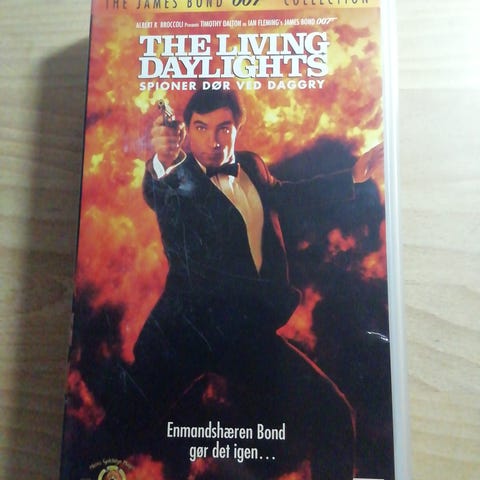 THE JAMES BOND 007 COLLECTION
ALBERT R. BROCCOLI Presents TIMOTHY DALTON as IAN FLEMING'S JAMES BOND 007
THE LIVING
DAYLIGHTS
SPIONER DØR VED DAGGRY
Enmandshæren Bond
gør det igen...